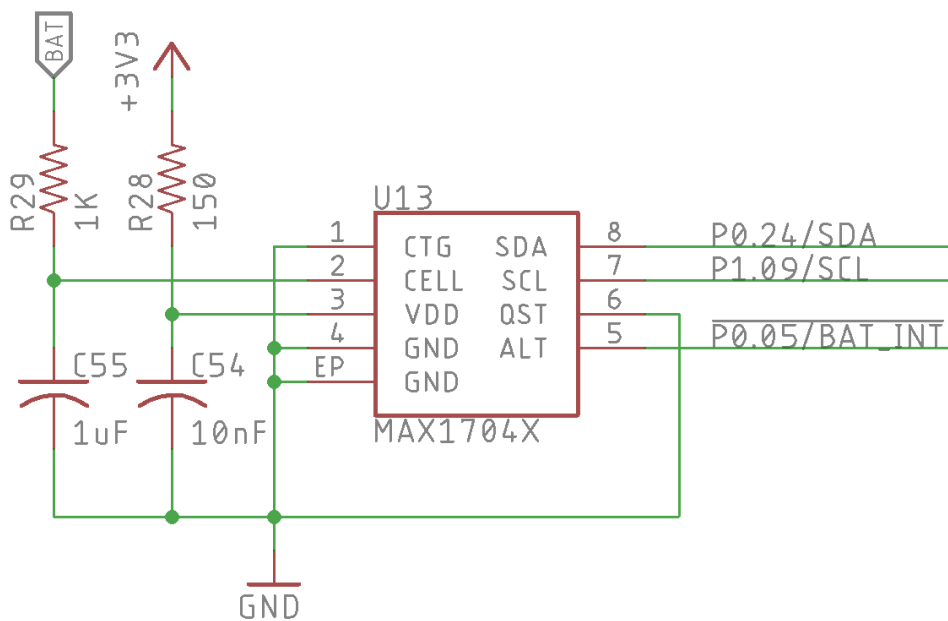 BAT
+3V3
R29
1K
R28
150
U13
1
CTG
SDA
8
P0.24/SDA
2
CELL
SCL
7
P1.09/SCL
3
VDD
QST
6
4
GND
ALT
5
P0.05/BAT_INT
EP
GND
C55
1uF
C54
10nF
MAX1704X
GND